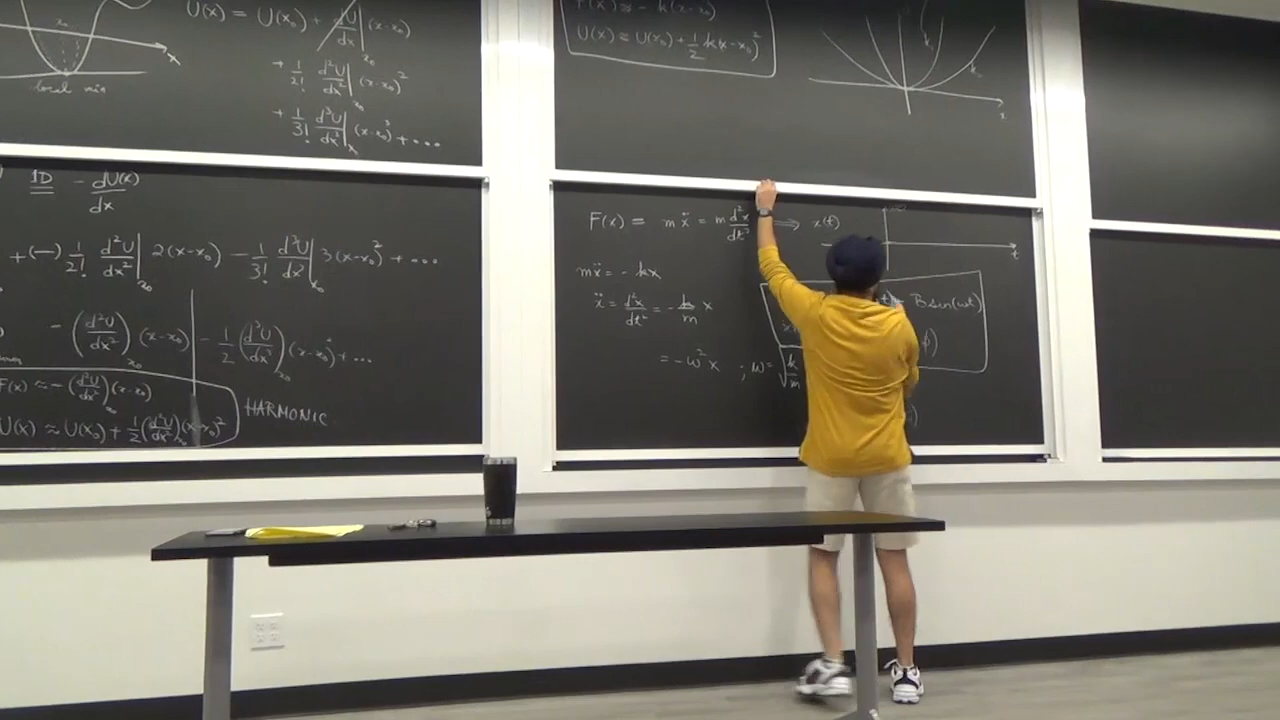 U(x) = U(x₀) + dU/dx|x₀ (x-x₀)
+ 1/2! d²U/dx²|x₀ (x-x₀)²
+ 1/3! d³U/dx³|x₀ (x-x₀)³ + ...
x₀
x
local min
1D - dU(x)/dx
+(-) 1/2! d²U/dx²|x₀ 2(x-x₀) - 1/3! d³U/dx³|x₀ 3(x-x₀)² + ...
- (d²U/dx²)x₀ (x-x₀) - 1/2 (d³U/dx³)x₀ (x-x₀)² + ...
F(x) ≈ - (d²U/dx²)x₀ (x-x₀)
U(x) ≈ U(x₀) + 1/2 (d²U/dx²)x₀ (x-x₀)²
HARMONIC
F(x) ≈ - k(x-x₀)
U(x) ≈ U(x₀) + 1/2 k(x-x₀)²
x
F(x) = mẍ = m d²x/dt² ⟹ x(t)
t
mẍ = - kx
ẍ = d²x/dt² = - k/m x
= - ω² x ; ω = √k/m
B sin(ωt)
ϕ)